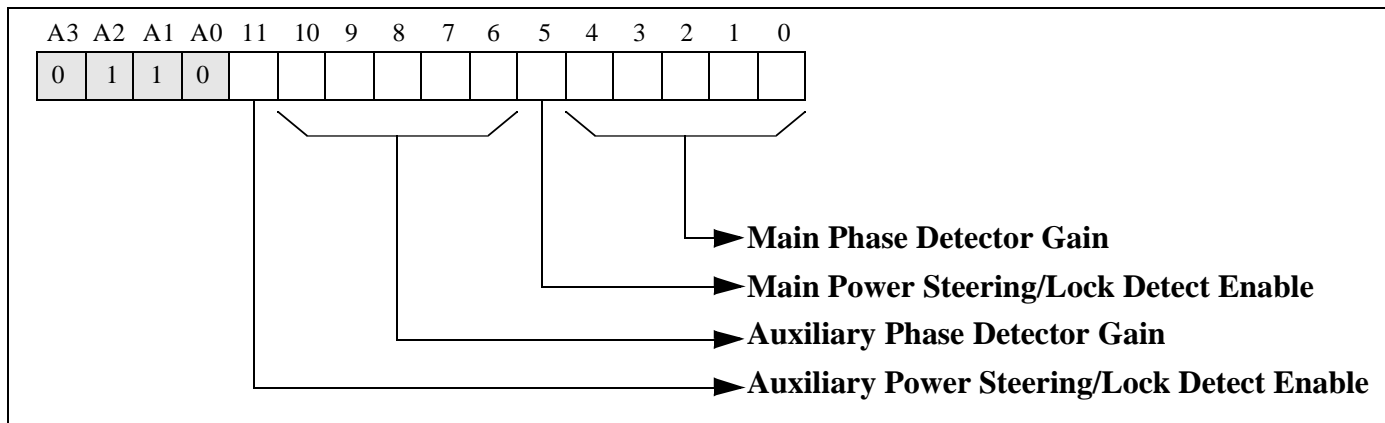 A3 A2 A1 A0 11 10 9 8 7 6 5 4 3 2 1 0
0 1 1 0
Main Phase Detector Gain
Main Power Steering/Lock Detect Enable
Auxiliary Phase Detector Gain
Auxiliary Power Steering/Lock Detect Enable